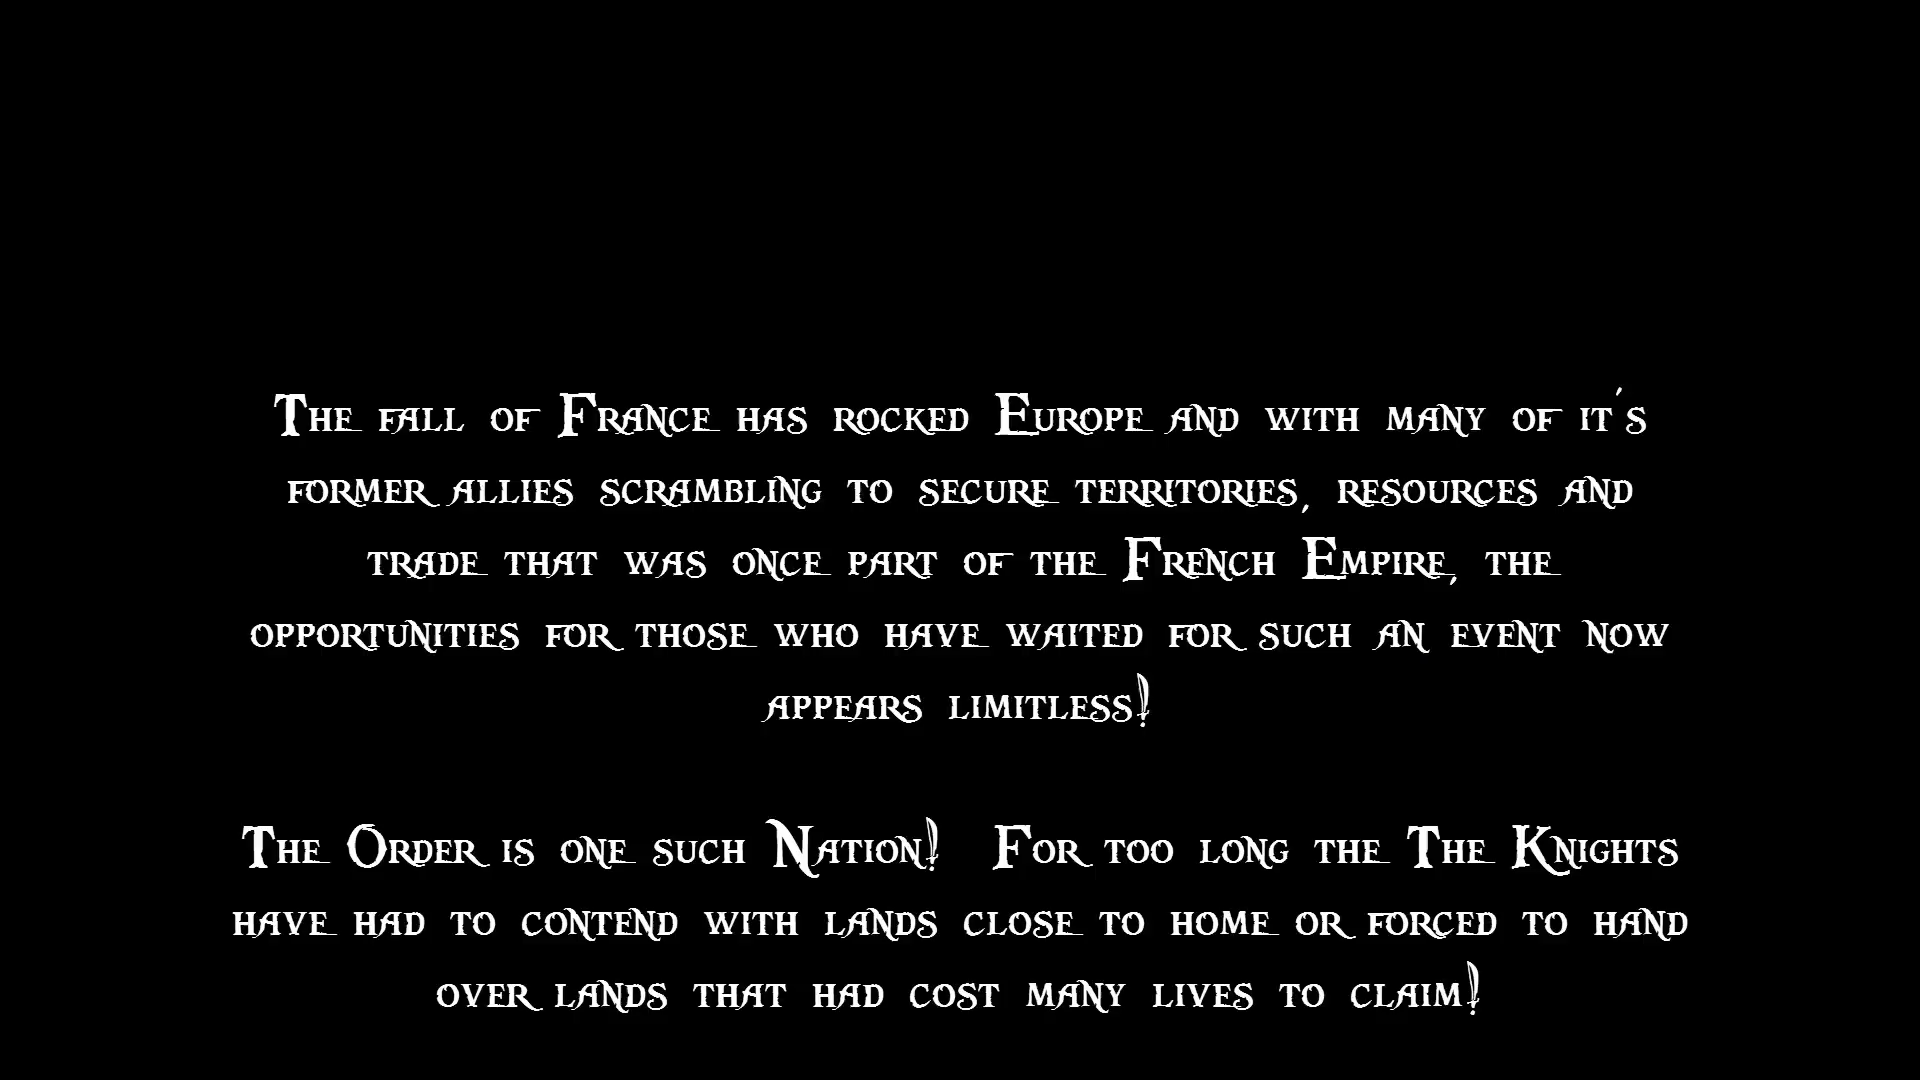 The fall of France has rocked Europe and with many of it's
former allies scrambling to secure territories, resources and
trade that was once part of the French Empire, the
opportunities for those who have waited for such an event now
appears limitless!
The Order is one such Nation! For too long the The Knights
have had to contend with lands close to home or forced to hand
over lands that had cost many lives to claim!